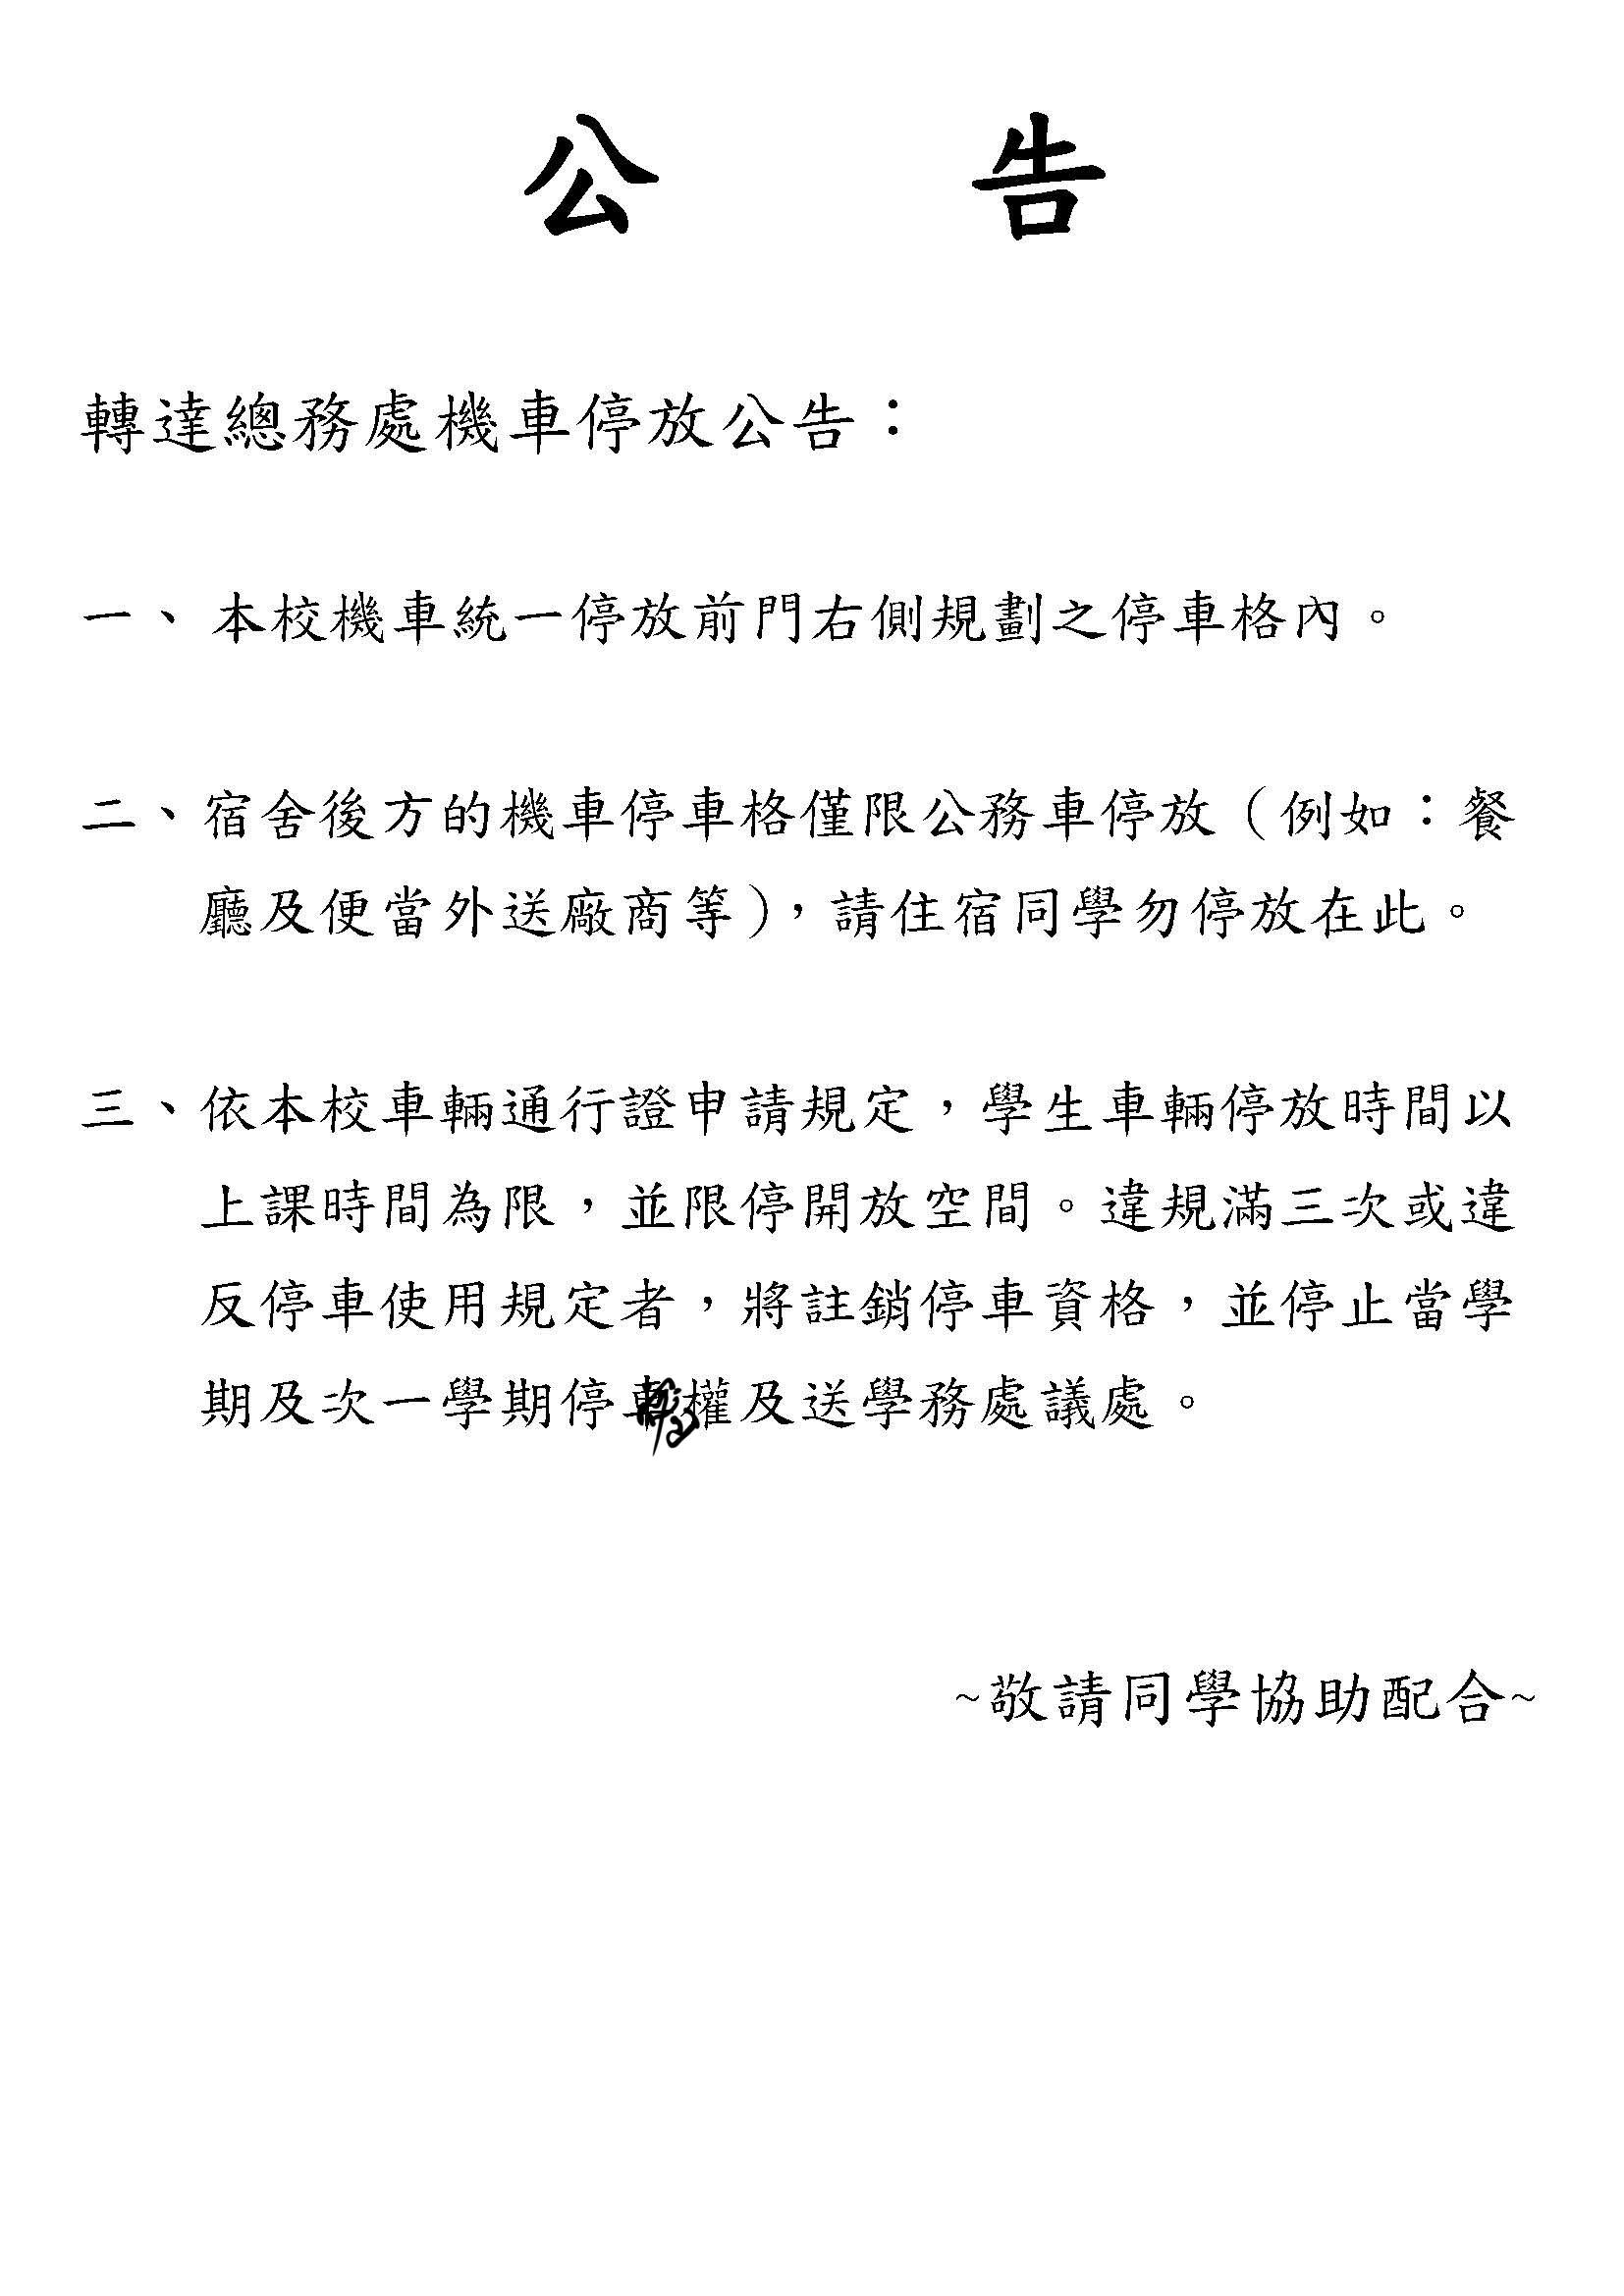 公告
轉達總務處機車停放公告：
一、本校機車統一停放前門右側規劃之停車格內。
二、宿舍後方的機車停車格僅限公務車停放（例如：餐
廳及便當外送廠商等），請住宿同學勿停放在此。
三、依本校車輛通行證申請規定，學生車輛停放時間以
上課時間為限，並限停開放空間。違規滿三次或違
反停車使用規定者，將註銷停車資格，並停止當學
期及次一學期停權及送學務處議處。
~敬請同學協助配合~